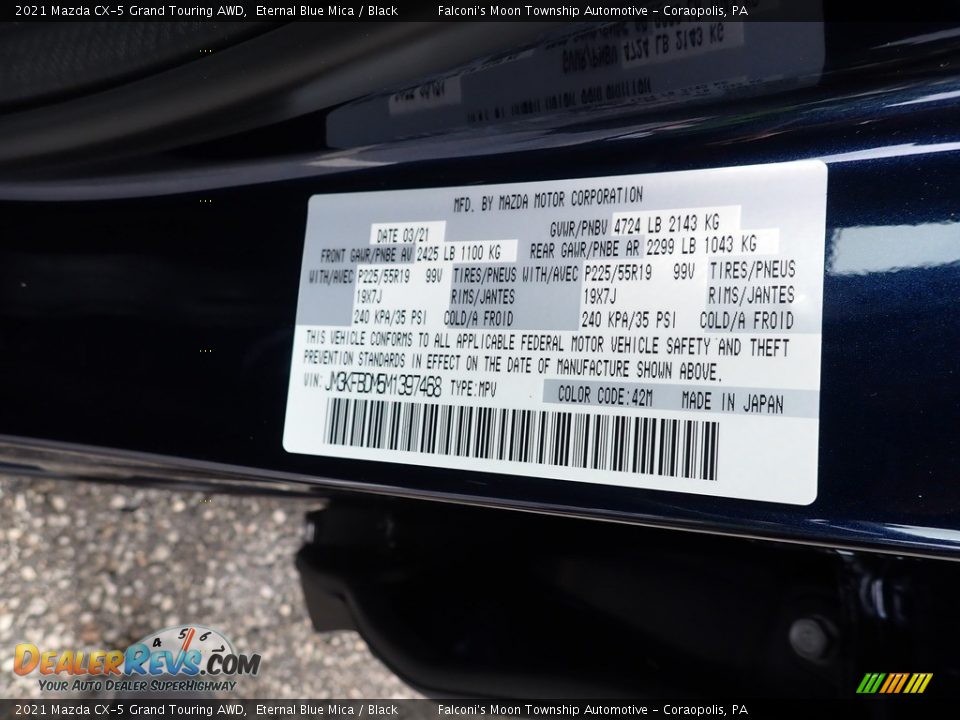 2021 Mazda CX-5 Grand Touring AWD, Eternal Blue Mica / Black Falconi's Moon Township Automotive - Coraopolis, PA
MFD. BY MAZDA MOTOR CORPORATION
DATE 03/21 GVWR/PNBV 4724 LB 2143 KG
FRONT GAWR/PNBE AV 2425 LB 1100 KG REAR GAWR/PNBE AR 2299 LB 1043 KG
WITH/AVEC P225/55R19 99V TIRES/PNEUS WITH/AVEC P225/55R19 99V TIRES/PNEUS
19X7J RIMS/JANTES 19X7J RIMS/JANTES
240 KPA/35 PSI COLD/A FROID 240 KPA/35 PSI COLD/A FROID
THIS VEHICLE CONFORMS TO ALL APPLICABLE FEDERAL MOTOR VEHICLE SAFETY AND THEFT
PREVENTION STANDARDS IN EFFECT ON THE DATE OF MANUFACTURE SHOWN ABOVE.
VIN: JM3KFBDM5M1397468 TYPE:MPV COLOR CODE:42M MADE IN JAPAN
4 5 6
DealerRevs.com
Your Auto Dealer SuperHighway
2021 Mazda CX-5 Grand Touring AWD, Eternal Blue Mica / Black Falconi's Moon Township Automotive - Coraopolis, PA